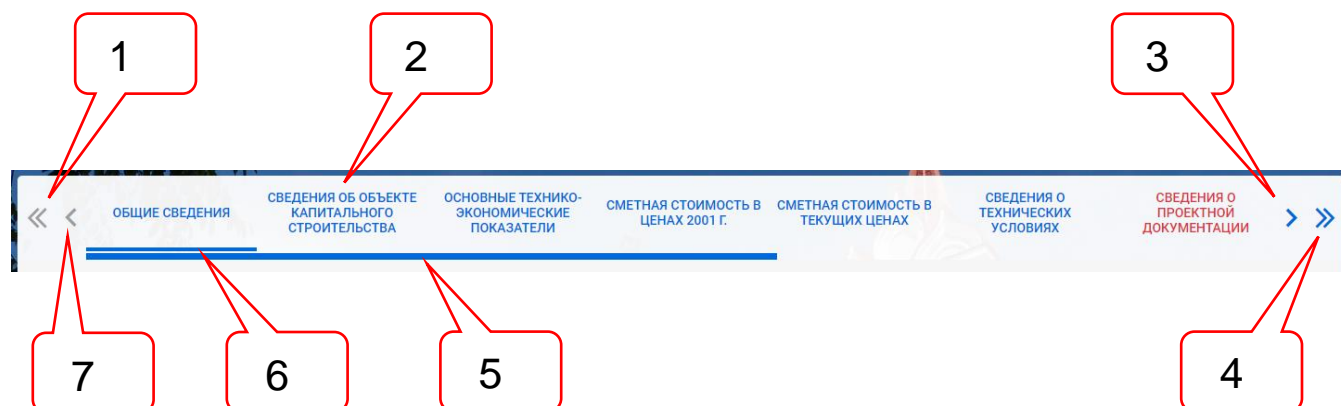 1
2
3
«
<
ОБЩИЕ СВЕДЕНИЯ
СВЕДЕНИЯ ОБ ОБЪЕКТЕ
КАПИТАЛЬНОГО
СТРОИТЕЛЬСТВА
ОСНОВНЫЕ ТЕХНИКО-
ЭКОНОМИЧЕСКИЕ
ПОКАЗАТЕЛИ
СМЕТНАЯ СТОИМОСТЬ В
ЦЕНАХ 2001 Г.
СМЕТНАЯ СТОИМОСТЬ В
ТЕКУЩИХ ЦЕНАХ
СВЕДЕНИЯ О
ТЕХНИЧЕСКИХ
УСЛОВИЯХ
СВЕДЕНИЯ О
ПРОЕКТНОЙ
ДОКУМЕНТАЦИИ
>
»
7
6
5
4